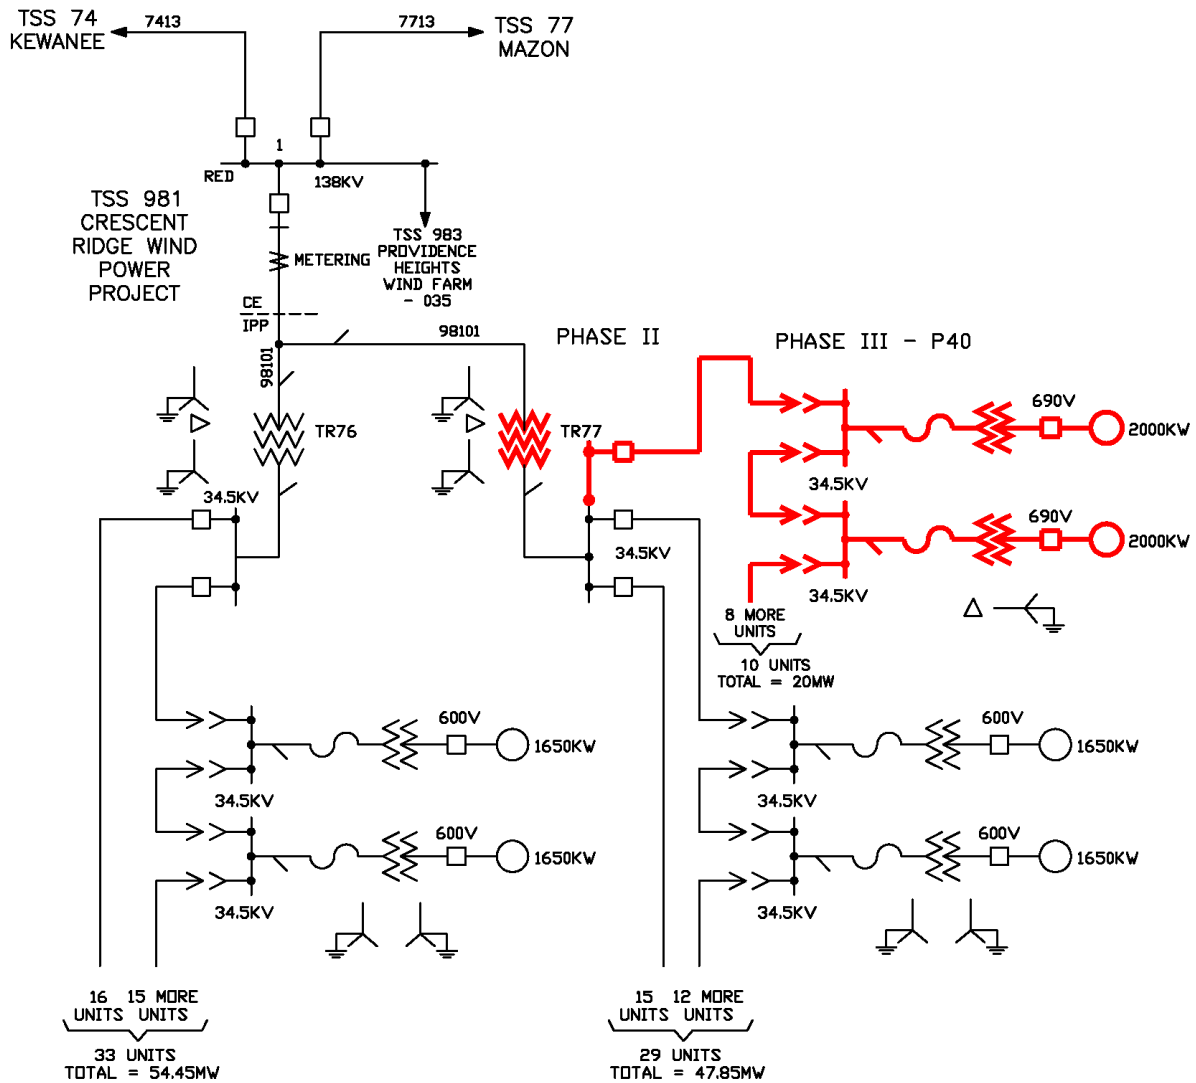 TSS 74
KEWANEE
7413
7713
TSS 77
MAZON
1
RED
138KV
TSS 981
CRESCENT
RIDGE WIND
POWER
PROJECT
METERING
TSS 983
PROVIDENCE
HEIGHTS
WIND FARM
- 035
CE
IPP
98101
98101
PHASE II
PHASE III - P40
TR76
TR77
690V
2000KW
34.5KV
34.5KV
34.5KV
690V
2000KW
34.5KV
8 MORE
UNITS
10 UNITS
TOTAL = 20MW
600V
1650KW
34.5KV
600V
1650KW
34.5KV
600V
1650KW
34.5KV
600V
1650KW
34.5KV
16 15 MORE
UNITS UNITS
33 UNITS
TOTAL = 54.45MW
15 12 MORE
UNITS UNITS
29 UNITS
TOTAL = 47.85MW